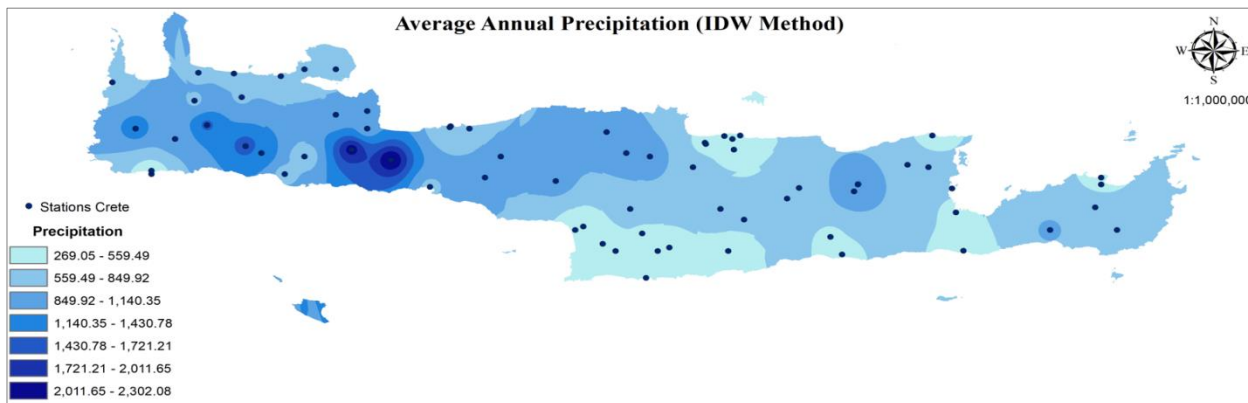 Average Annual Precipitation (IDW Method)
N
W E
S
1:1,000,000
Stations Crete
Precipitation
269.05 - 559.49
559.49 - 849.92
849.92 - 1,140.35
1,140.35 - 1,430.78
1,430.78 - 1,721.21
1,721.21 - 2,011.65
2,011.65 - 2,302.08